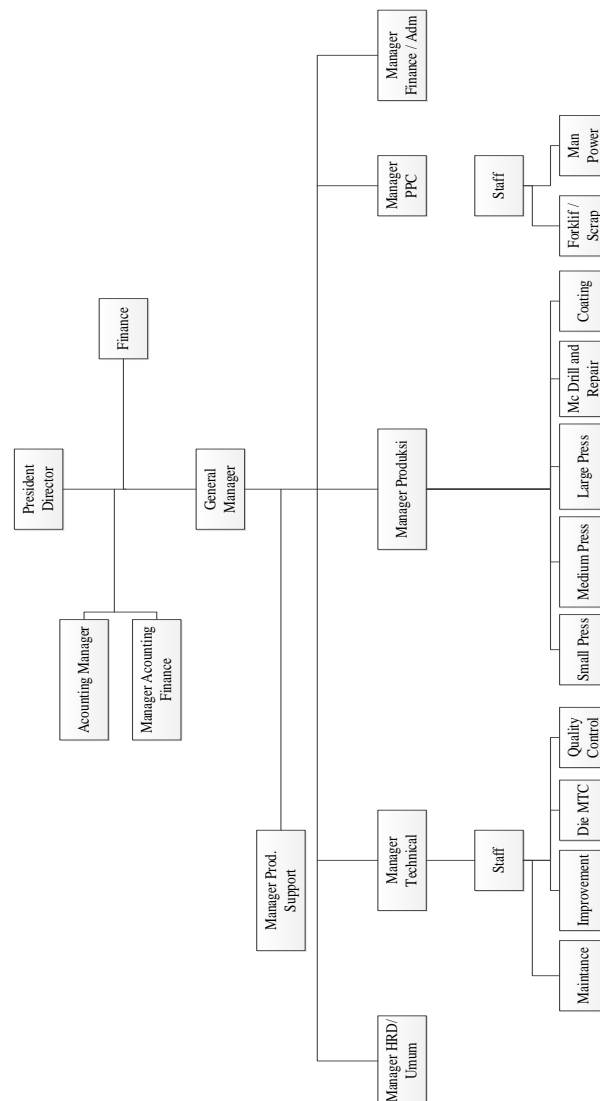 President
Director
Finance
Acounting Manager
Manager Acounting
Finance
General
Manager
Manager Prod.
Support
Manager HRD/
Umum
Manager
Technical
Manager Produksi
Manager
PPC
Manager
Finance / Adm
Staff
Staff
Maintance
Improvement
Die MTC
Quality
Control
Small Press
Medium Press
Large Press
Mc Drill and
Repair
Coating
Forklif /
Scrap
Man
Power